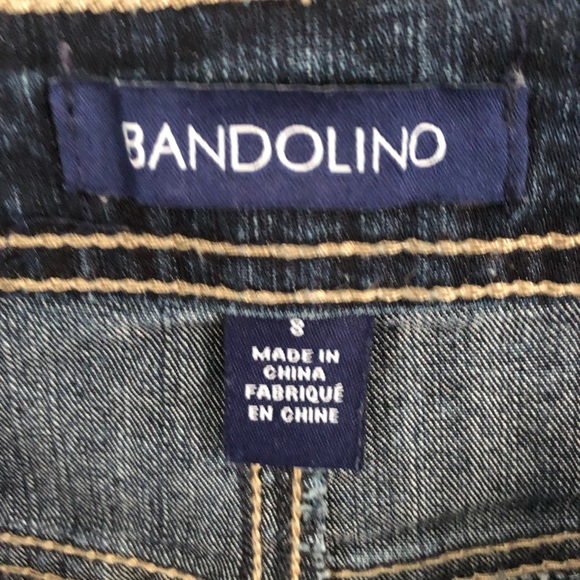 BANDOLINO
8
MADE IN
CHINA
FABRIQUÉ
EN CHINE